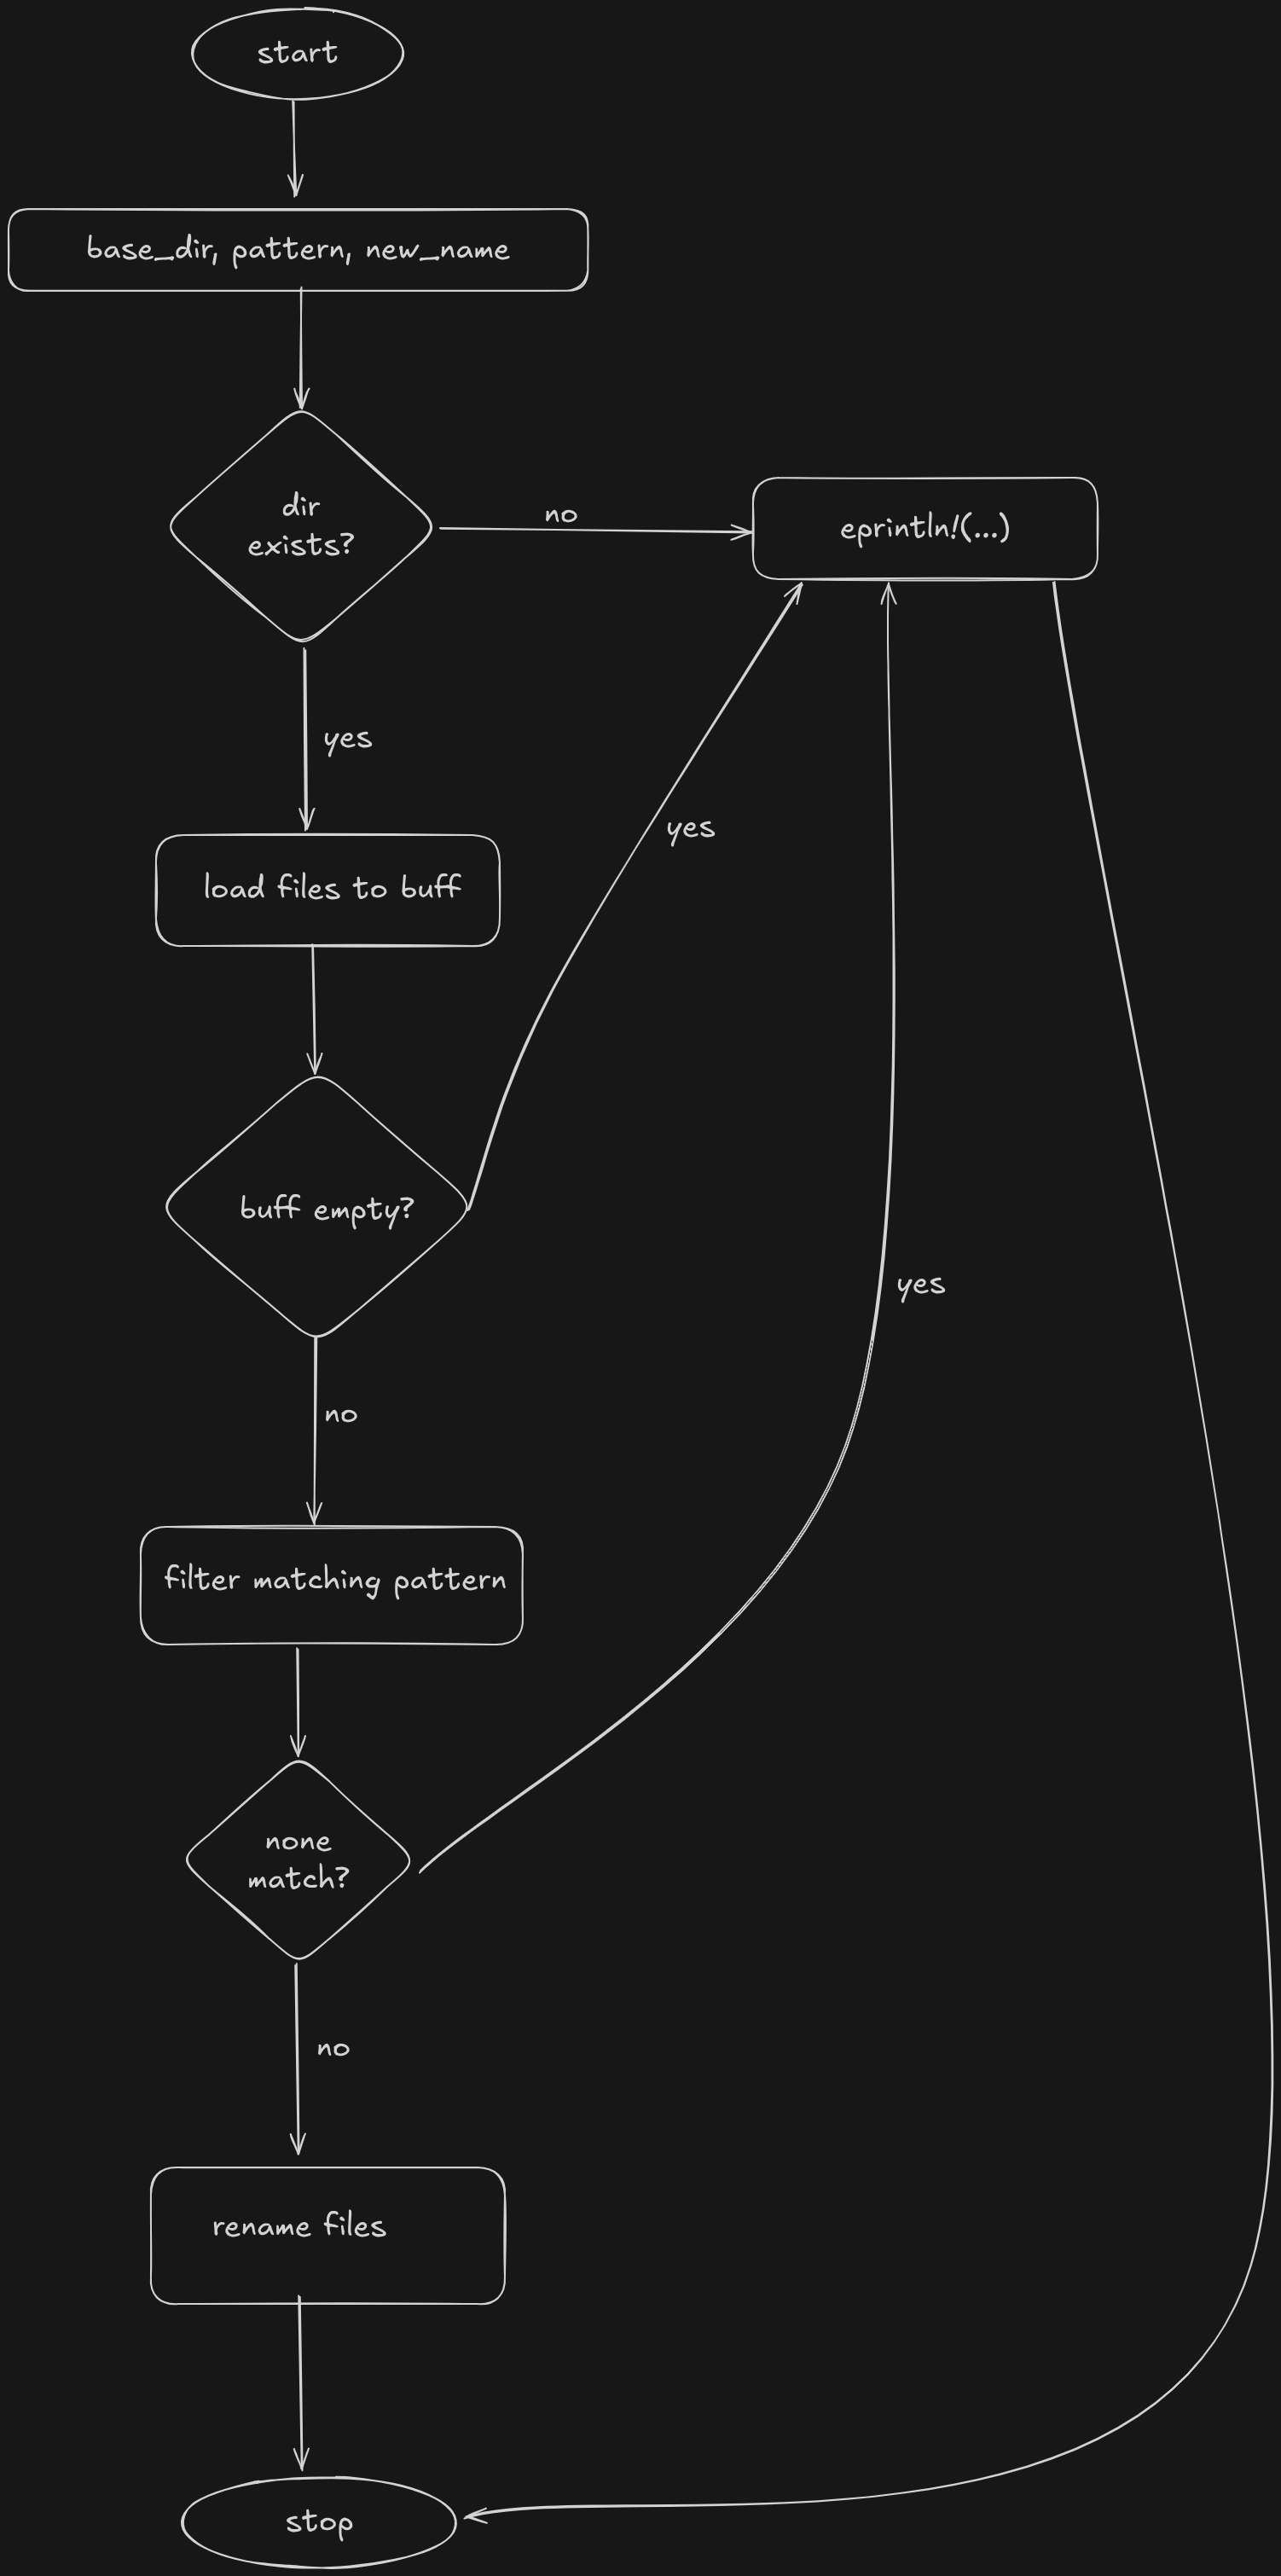 start
base_dir, pattern, new_name
dir
exists?
no
eprintln!(...)
yes
load files to buff
yes
buff empty?
yes
no
filter matching pattern
none
match?
no
rename files
stop